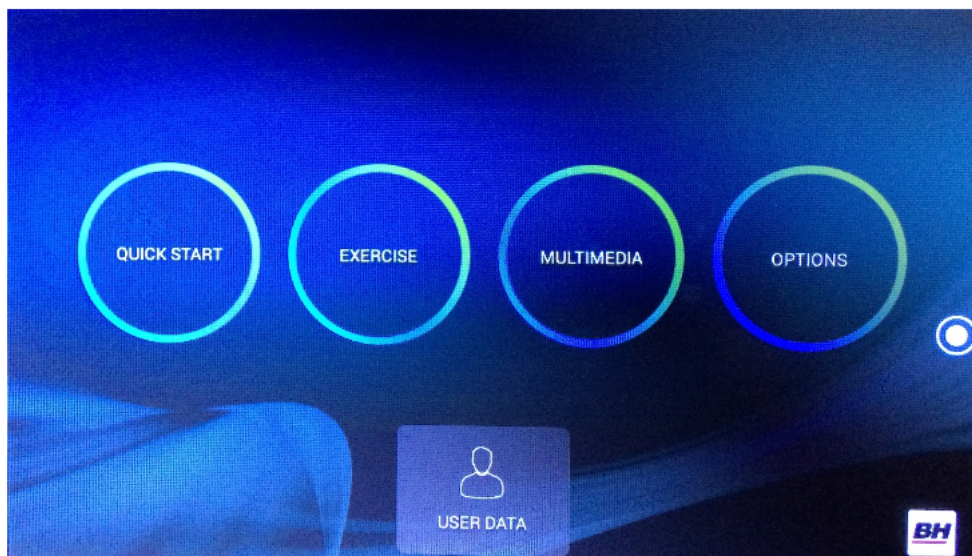 QUICK START
EXERCISE
MULTIMEDIA
OPTIONS
USER DATA
BH